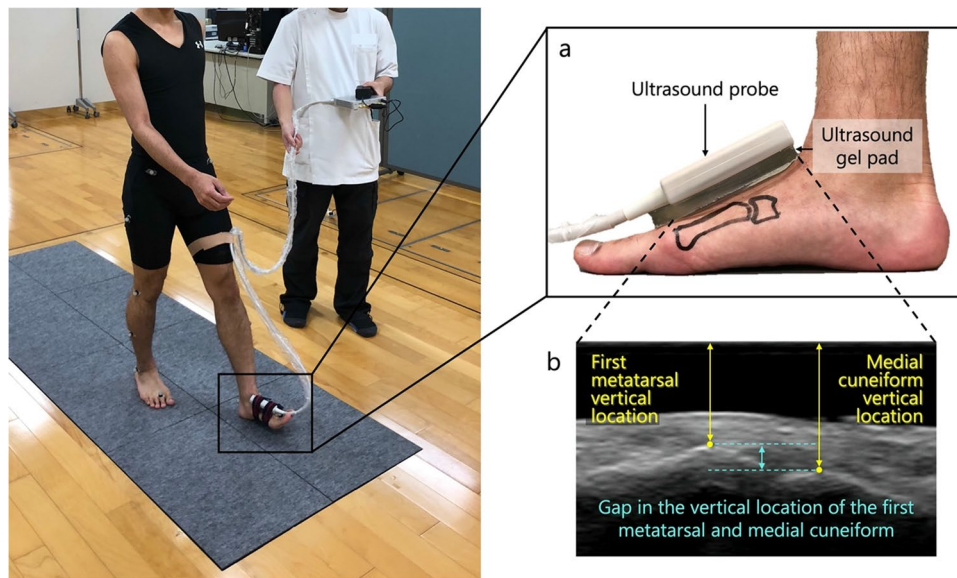 a
Ultrasound probe
Ultrasound
gel pad
b
First
metatarsal
vertical
location
Medial
cuneiform
vertical
location
Gap in the vertical location of the first
metatarsal and medial cuneiform